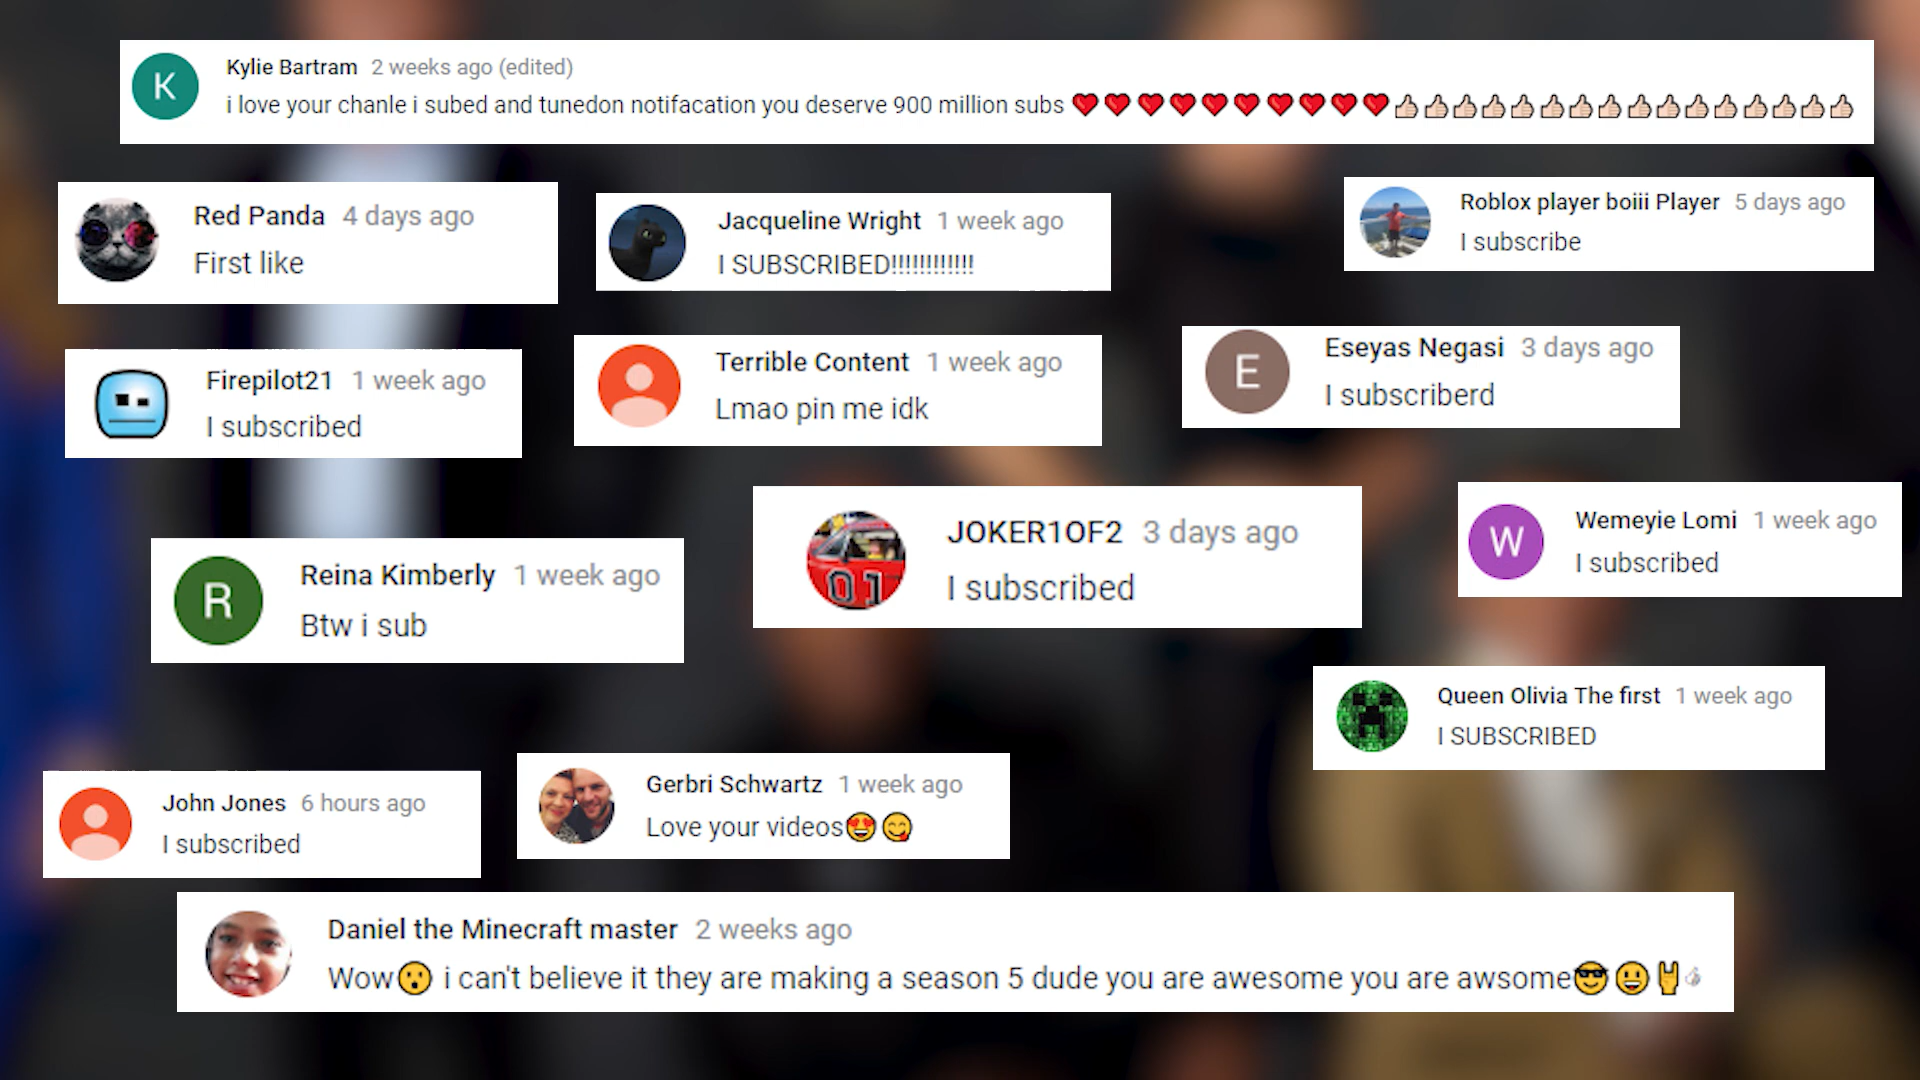 Kylie Bartram 2 weeks ago (edited)
i love your chanle i subed and tunedon notifacation you deserve 900 million subs ❤❤❤❤❤❤❤❤❤❤👍🏻👍🏻👍🏻👍🏻👍🏻👍🏻👍🏻👍🏻👍🏻👍🏻👍🏻👍🏻👍🏻👍🏻👍🏻👍🏻
Red Panda 4 days ago
First like
Jacqueline Wright 1 week ago
I SUBSCRIBED!!!!!!!!!!!!
Roblox player boiii Player 5 days ago
I subscribe
Firepilot21 1 week ago
I subscribed
Terrible Content 1 week ago
Lmao pin me idk
E
Eseyas Negasi 3 days ago
I subscriberd
R
Reina Kimberly 1 week ago
Btw i sub
01
JOKER1OF2 3 days ago
I subscribed
W
Wemeyie Lomi 1 week ago
I subscribed
Queen Olivia The first 1 week ago
I SUBSCRIBED
John Jones 6 hours ago
I subscribed
Gerbri Schwartz 1 week ago
Love your videos😍😋
Daniel the Minecraft master 2 weeks ago
Wow😮 i can't believe it they are making a season 5 dude you are awesome you are awsome😎😀🤘👌
K